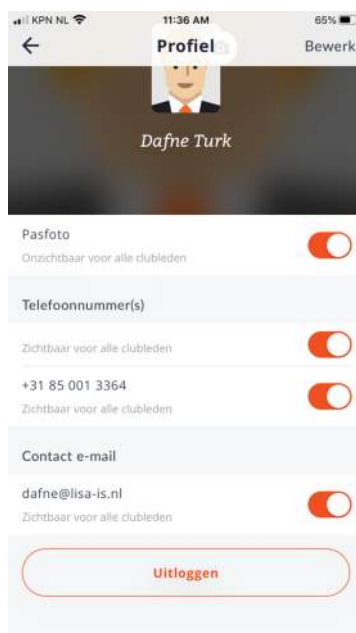 KPN NL 11:36 AM 65%
Profiel Bewerk
Dafne Turk
Pasfoto
Onzichtbaar voor alle clubleden
Telefoonnummer(s)
Zichtbaar voor alle clubleden
+31 85 001 3364
Zichtbaar voor alle clubleden
Contact e-mail
dafne@lisa-is.nl
Zichtbaar voor alle clubleden
Uitloggen